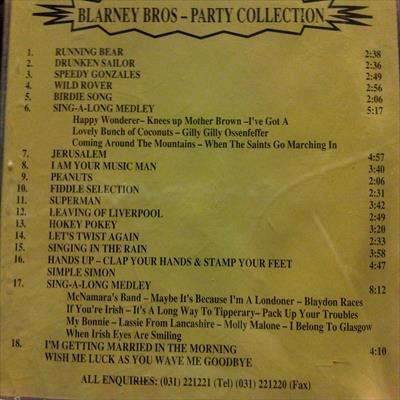 BLARNEY BROS – PARTY COLLECTION
1. RUNNING BEAR 2:38
2. DRUNKEN SAILOR 2:36
3. SPEEDY GONZALES 2:49
4. WILD ROVER 2:56
5. BIRDIE SONG 2:06
6. SING-A-LONG MEDLEY 5:17
Happy Wonderer– Knees up Mother Brown –I've Got A
Lovely Bunch of Coconuts – Gilly Gilly Ossenfeffer
Coming Around The Mountains – When The Saints Go Marching In
7. JERUSALEM 4:57
8. I AM YOUR MUSIC MAN 3:40
9. PEANUTS 2:06
10. FIDDLE SELECTION 2:31
11. SUPERMAN 3:42
12. LEAVING OF LIVERPOOL 2:49
13. HOKEY POKEY 3:20
14. LET'S TWIST AGAIN 2:33
15. SINGING IN THE RAIN 3:58
16. HANDS UP – CLAP YOUR HANDS & STAMP YOUR FEET 4:47
SIMPLE SIMON
17. SING-A-LONG MEDLEY 8:12
McNamara's Band – Maybe It's Because I'm A Londoner – Blaydon Races
If You're Irish – It's A Long Way To Tipperary– Pack Up Your Troubles
My Bonnie – Lassie From Lancashire – Molly Malone – I Belong To Glasgow
When Irish Eyes Are Smiling
18. I'M GETTING MARRIED IN THE MORNING 4:10
WISH ME LUCK AS YOU WAVE ME GOODBYE
ALL ENQUIRIES: (031) 221221 (Tel) (031) 221220 (Fax)